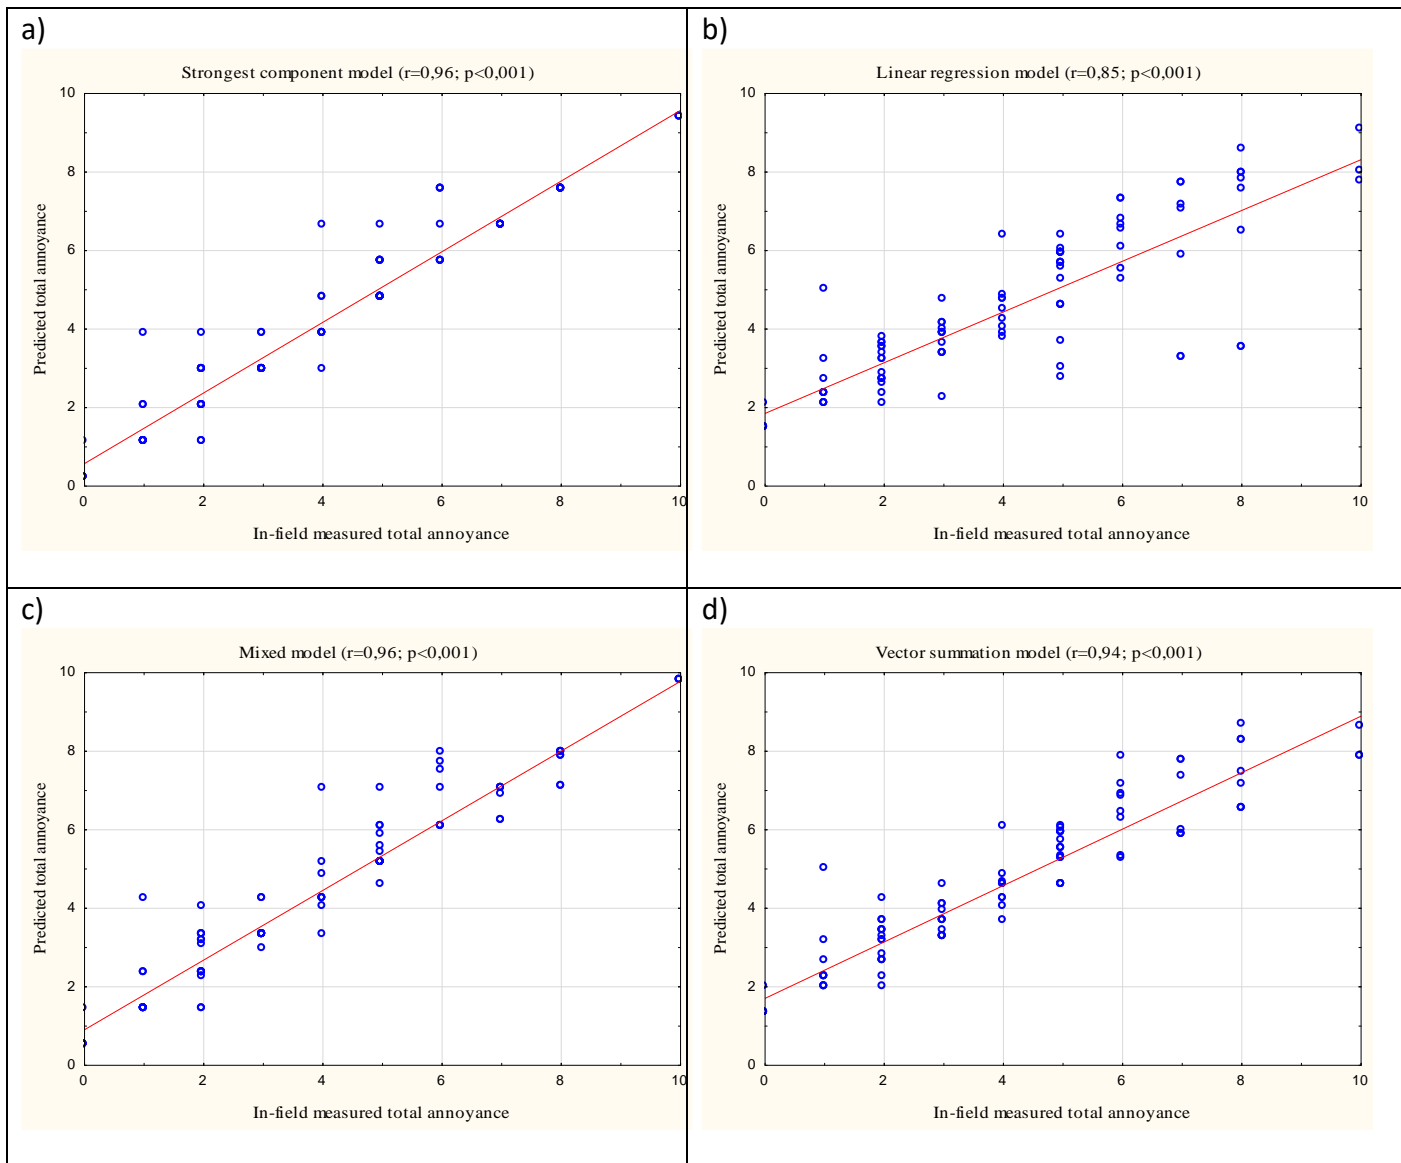 a)
Strongest component model (r=0,96; p<0,001)
10
8
6
4
2
0
Predicted total annoyance
0 2 4 6 8 10
In-field measured total annoyance
b)
Linear regression model (r=0,85; p<0,001)
10
8
6
4
2
0
Predicted total annoyance
0 2 4 6 8 10
In-field measured total annoyance
c)
Mixed model (r=0,96; p<0,001)
10
8
6
4
2
0
Predicted total annoyance
0 2 4 6 8 10
In-field measured total annoyance
d)
Vector summation model (r=0,94; p<0,001)
10
8
6
4
2
0
Predicted total annoyance
0 2 4 6 8 10
In-field measured total annoyance